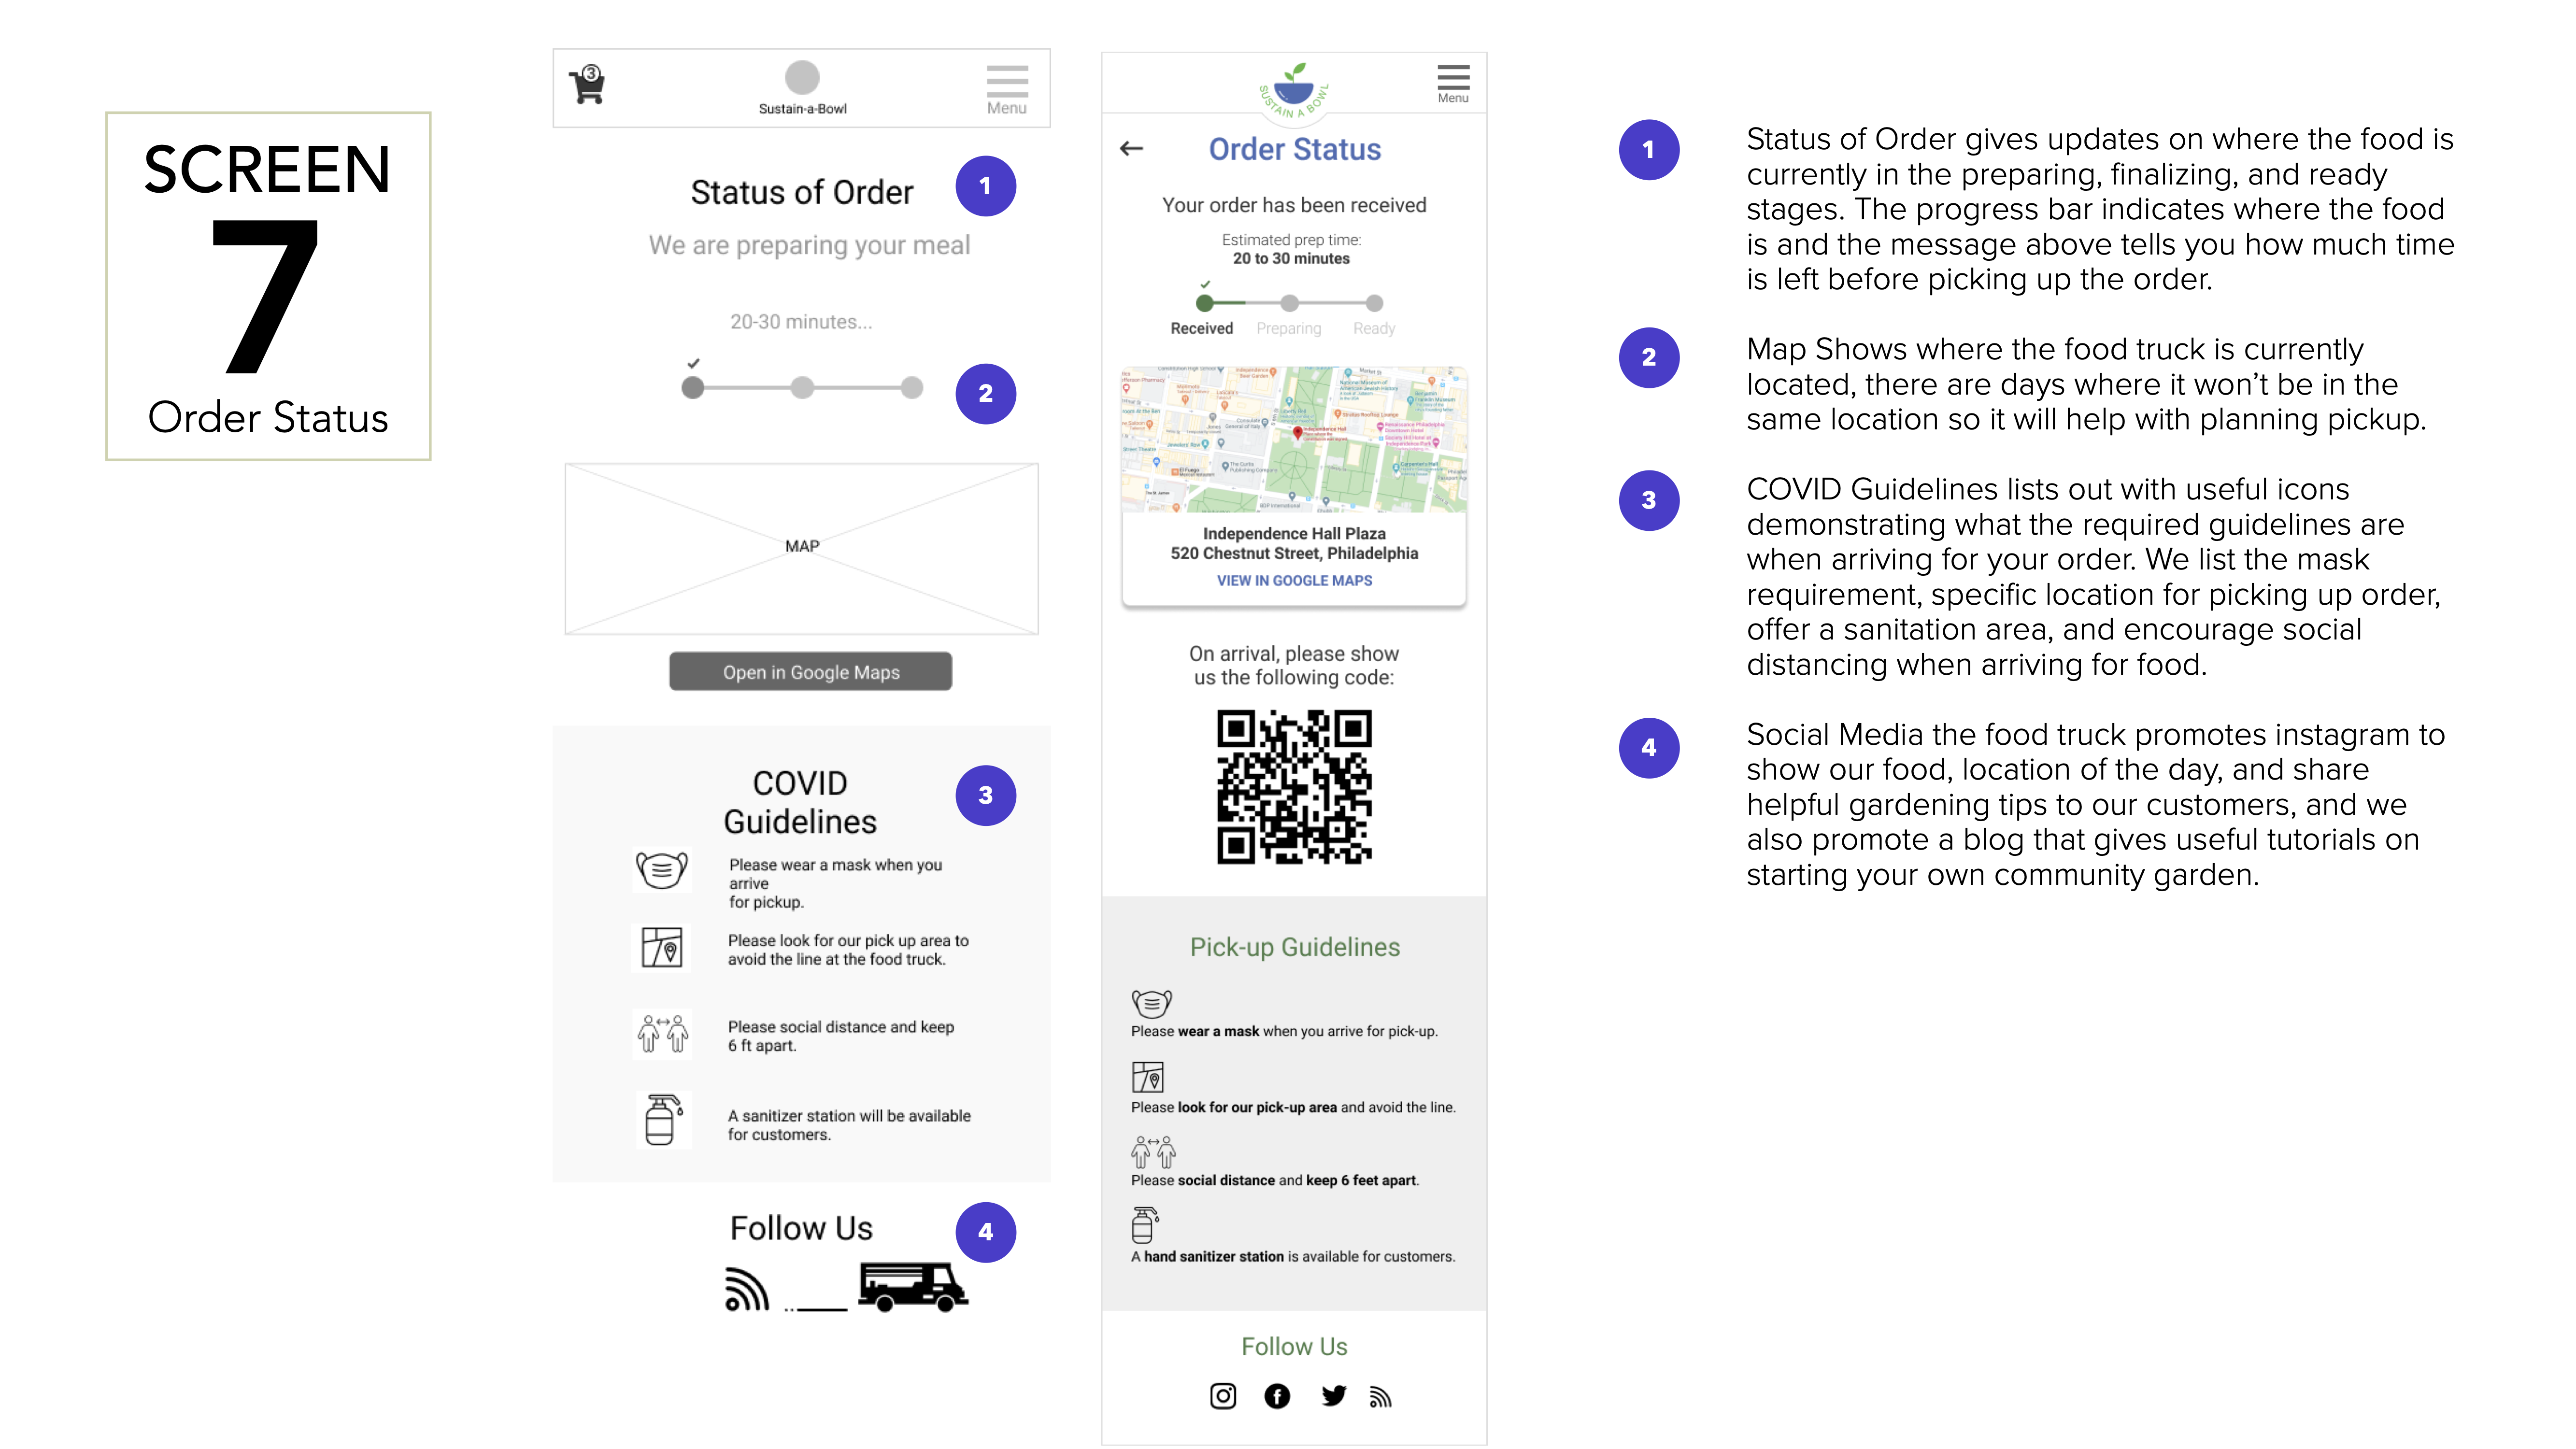 SCREEN
7
Order Status
3
Sustain-a-Bowl
Menu
Status of Order
1
We are preparing your meal
20-30 minutes...
2
MAP
Open in Google Maps
COVID
Guidelines
3
Please wear a mask when you
arrive
for pickup.
Please look for our pick up area to
avoid the line at the food truck.
Please social distance and keep
6 ft apart.
A sanitizer station will be available
for customers.
Follow Us
4
SUSTAIN A BOWL
Menu
Order Status
Your order has been received
Estimated prep time:
20 to 30 minutes
Received
Preparing
Ready
Independence Hall Plaza
520 Chestnut Street, Philadelphia
VIEW IN GOOGLE MAPS
On arrival, please show
us the following code:
Pick-up Guidelines
Please wear a mask when you arrive for pick-up.
Please look for our pick-up area and avoid the line.
Please social distance and keep 6 feet apart.
A hand sanitizer station is available for customers.
Follow Us
1
Status of Order gives updates on where the food is
currently in the preparing, finalizing, and ready
stages. The progress bar indicates where the food
is and the message above tells you how much time
is left before picking up the order.
2
Map Shows where the food truck is currently
located, there are days where it won’t be in the
same location so it will help with planning pickup.
3
COVID Guidelines lists out with useful icons
demonstrating what the required guidelines are
when arriving for your order. We list the mask
requirement, specific location for picking up order,
offer a sanitation area, and encourage social
distancing when arriving for food.
4
Social Media the food truck promotes instagram to
show our food, location of the day, and share
helpful gardening tips to our customers, and we
also promote a blog that gives useful tutorials on
starting your own community garden.